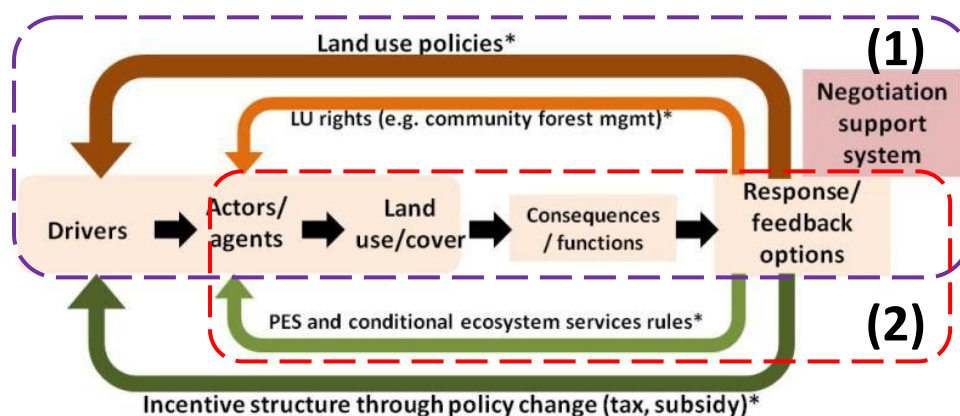 Land use policies*
(1)
Negotiation
support
system
LU rights (e.g. community forest mgmt)*
Drivers
Actors/
agents
Land
use/cover
Consequences
/ functions
Response/
feedback
options
PES and conditional ecosystem services rules*
(2)
Incentive structure through policy change (tax, subsidy)*